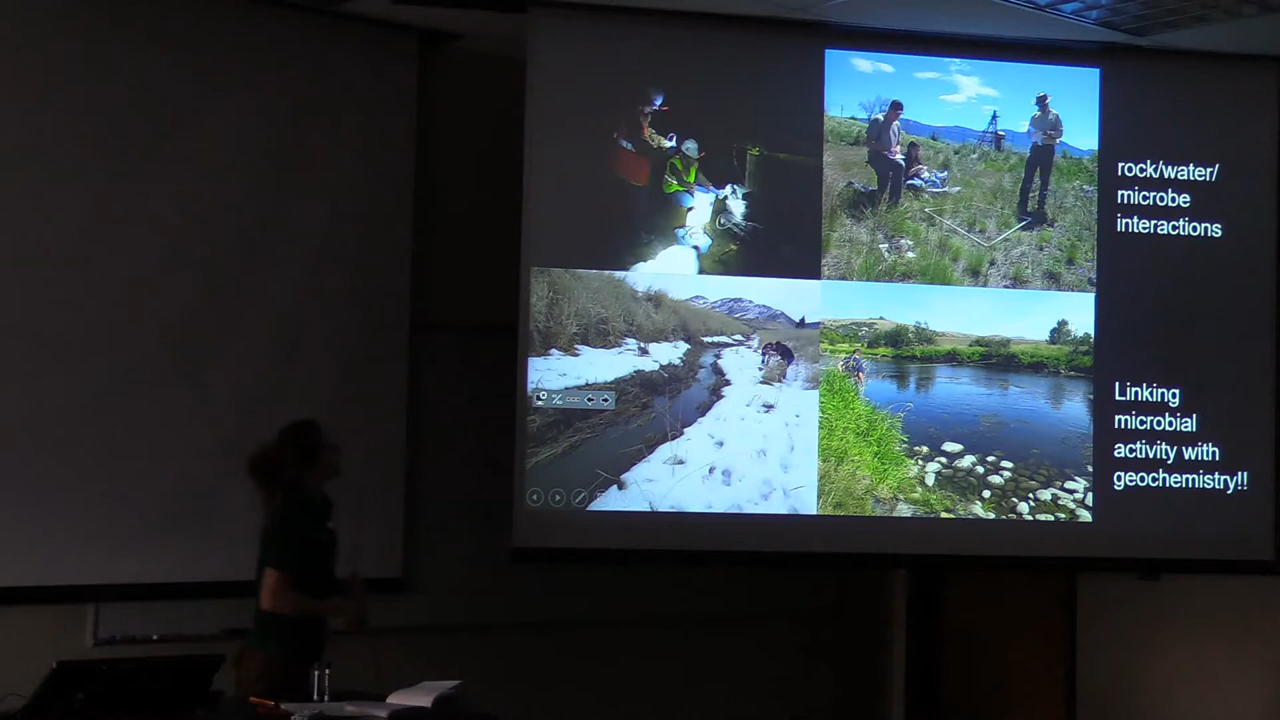 rock/water/
microbe
interactions
Linking
microbial
activity with
geochemistry!!